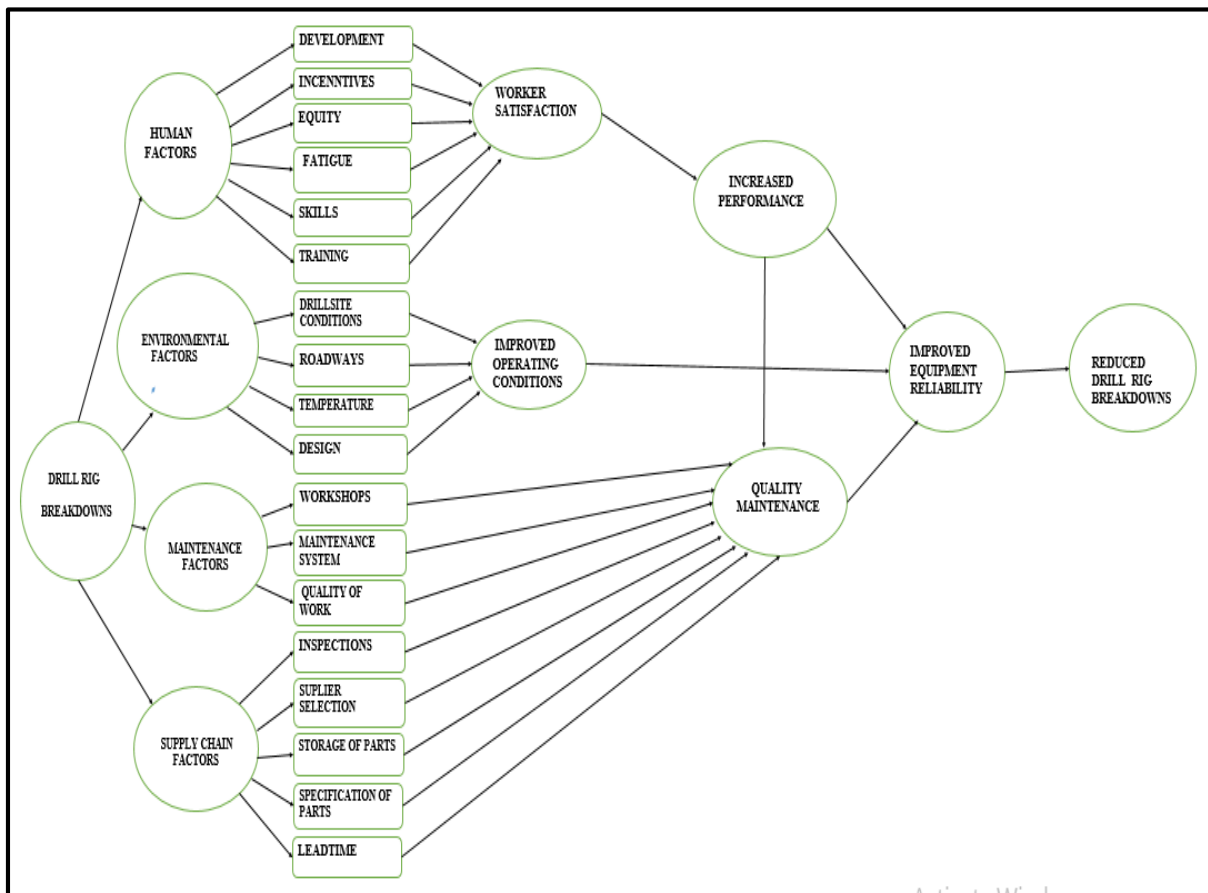 DEVELOPMENT
INCENNTIVES
EQUITY
FATIGUE
SKILLS
TRAINING
HUMAN
FACTORS
WORKER
SATISFACTION
INCREASED
PERFORMANCE
DRILLSITE
CONDITIONS
ROADWAYS
TEMPERATURE
DESIGN
ENVIRONMENTAL
FACTORS
IMPROVED
OPERATING
CONDITIONS
IMPROVED
EQUIPMENT
RELIABILITY
REDUCED
DRILL RIG
BREAKDOWNS
DRILL RIG
BREAKDOWNS
WORKSHOPS
MAINTENANCE
SYSTEM
QUALITY OF
WORK
MAINTENANCE
FACTORS
QUALITY
MAINTENANCE
INSPECTIONS
SUPLIER
SELECTION
STORAGE OF PARTS
SPECIFICATION OF
PARTS
LEADTIME
SUPPLY CHAIN
FACTORS